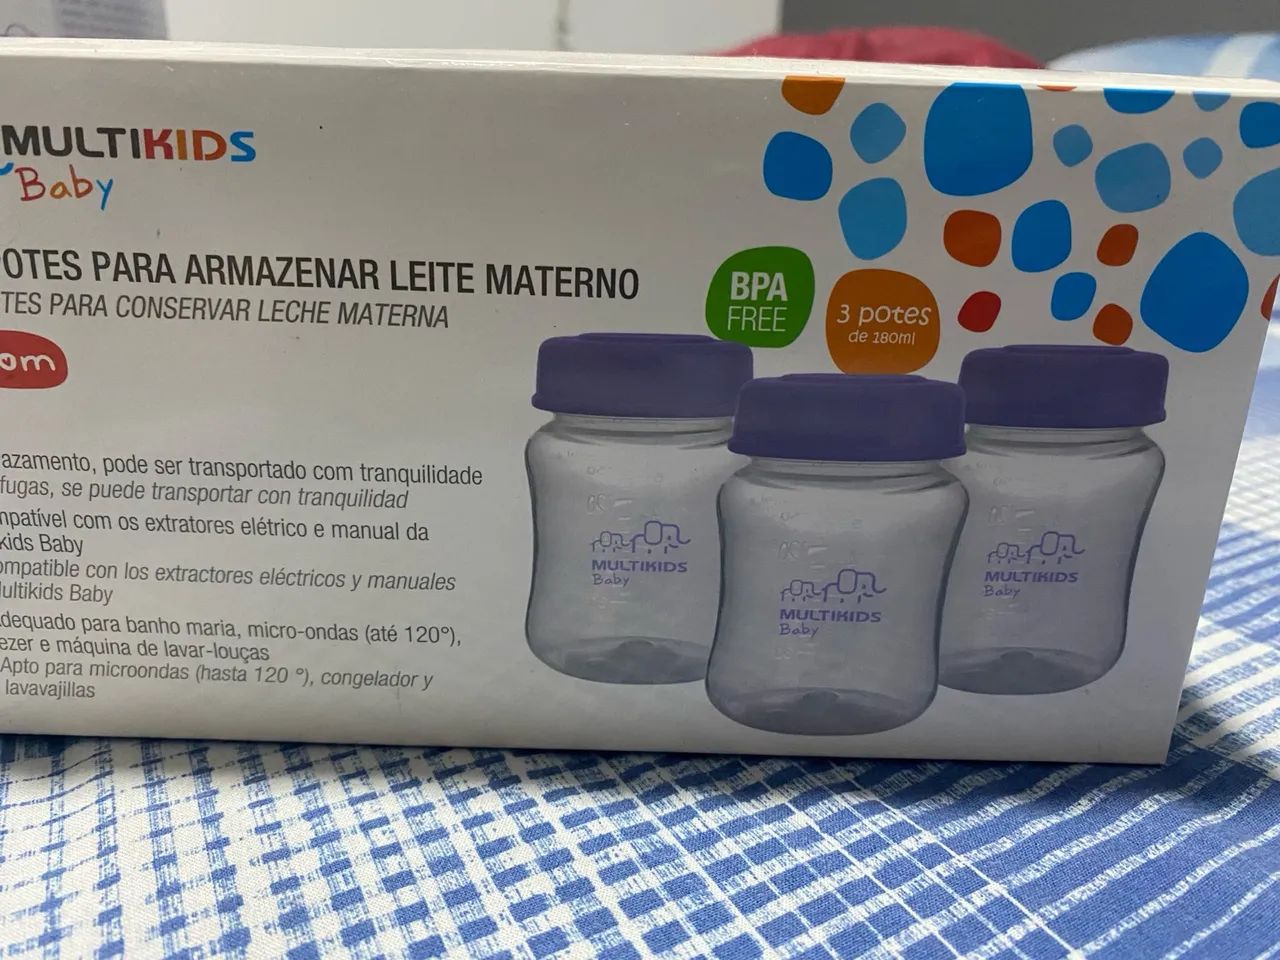 MULTIKIDS
Baby
OTES PARA ARMAZENAR LEITE MATERNO
TES PARA CONSERVAR LECHE MATERNA
om
BPA
FREE
3 potes
de 180ml
azamento, pode ser transportado com tranquilidade
fugas, se puede transportar con tranquilidad
mpatível com os extratores elétrico e manual da
kids Baby
ompatible con los extractores eléctricos y manuales
ultikids Baby
dequado para banho maria, micro-ondas (até 120°),
ezer e máquina de lavar-louças
Apto para microondas (hasta 120 °), congelador y
lavavajillas
MULTIKIDS
Baby
MULTIKIDS
Baby
MULTIKIDS
Baby